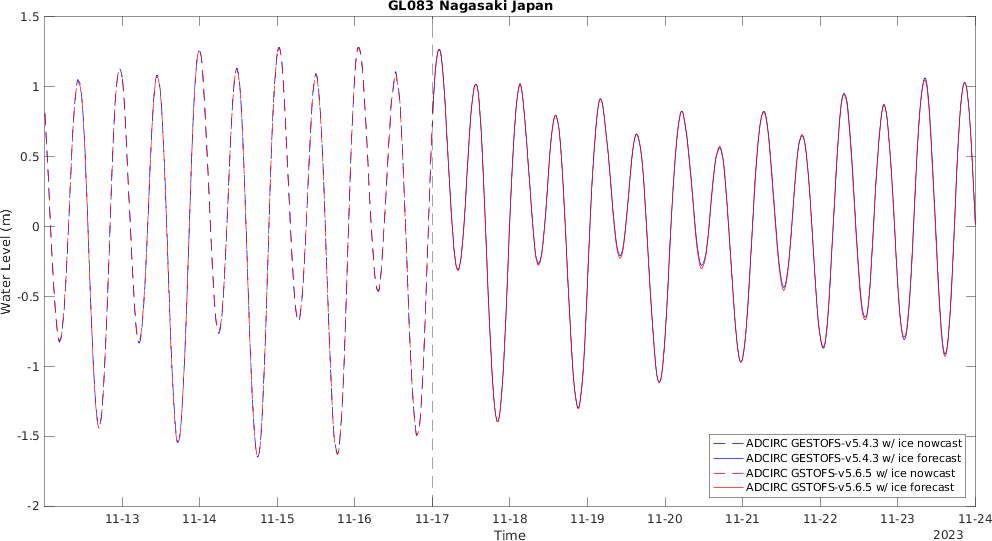 GL083 Nagasaki Japan
1.5
1
0.5
0
-0.5
-1
-1.5
-2
Water Level (m)
ADCIRC GESTOFS-v5.4.3 w/ ice nowcast
ADCIRC GESTOFS-v5.4.3 w/ ice forecast
ADCIRC GSTOFS-v5.6.5 w/ ice nowcast
ADCIRC GSTOFS-v5.6.5 w/ ice forecast
11-13 11-14 11-15 11-16 11-17 11-18 11-19 11-20 11-21 11-22 11-23 11-24
Time
2023